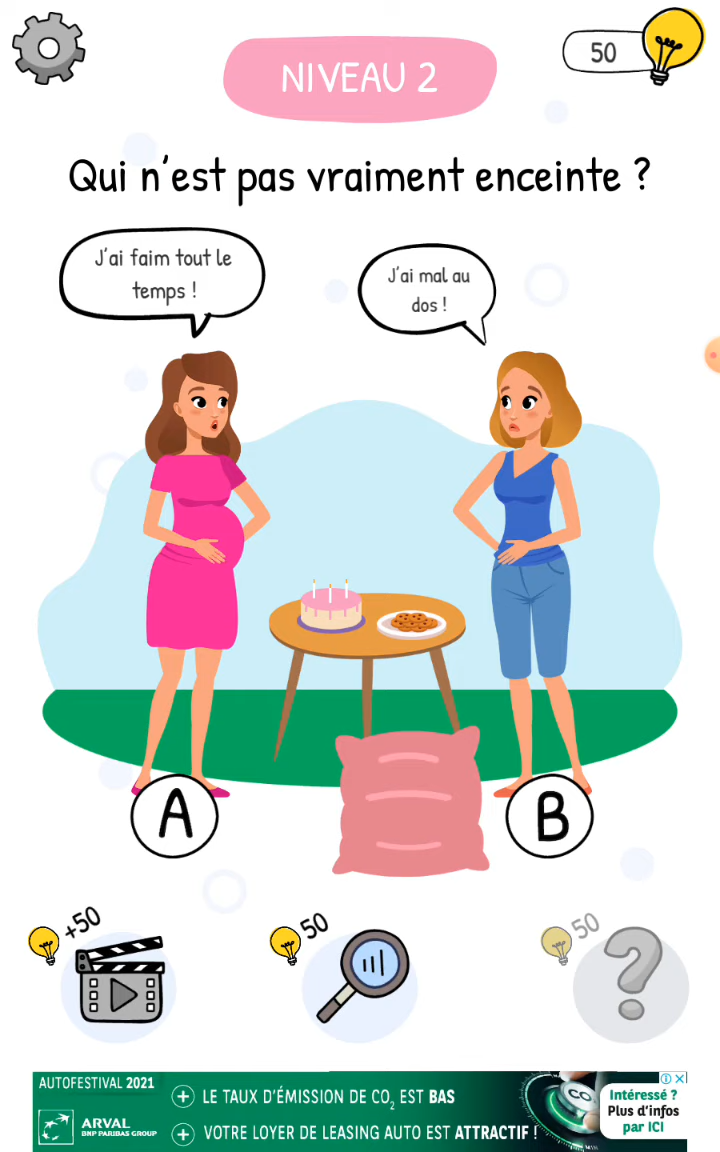 50
NIVEAU 2
Qui n'est pas vraiment enceinte ?
J'ai faim tout le
temps !
J'ai mal au
dos !
A
B
+50
50
50
?
AUTOFESTIVAL 2021
ARVAL
BNP PARIBAS GROUP
+ LE TAUX D'ÉMISSION DE CO₂ EST BAS
+ VOTRE LOYER DE LEASING AUTO EST ATTRACTIF !
CO
Intéressé ?
Plus d'infos
par ICI